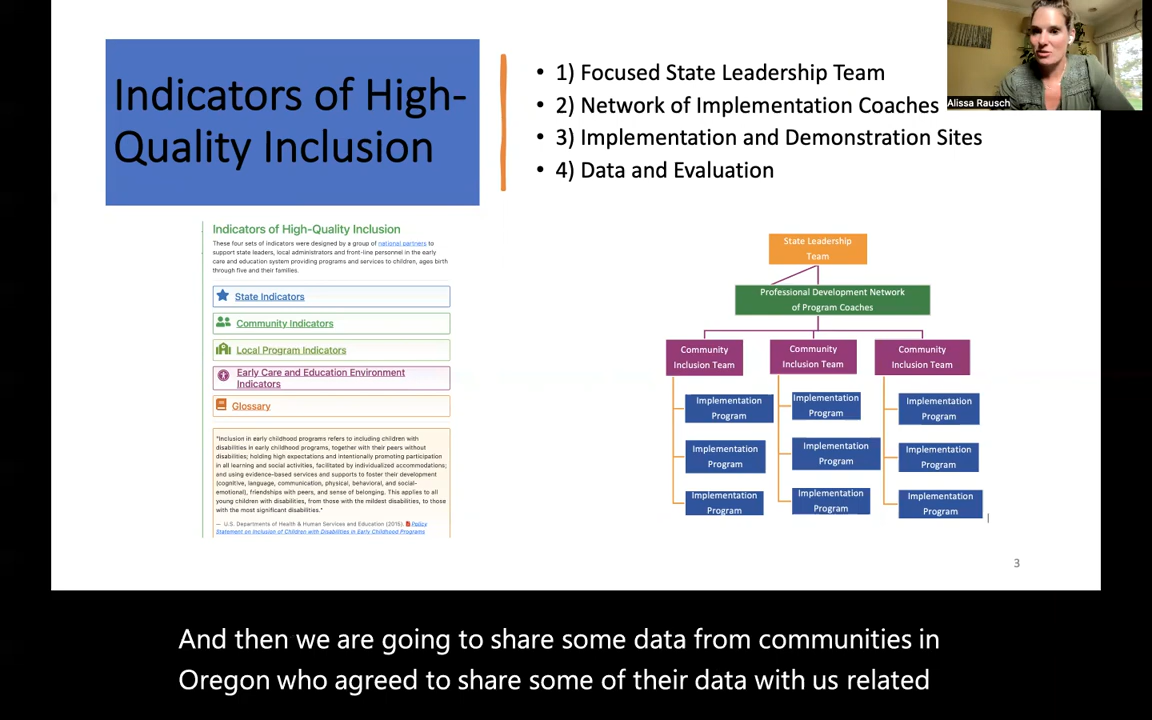 Indicators of High-
Quality Inclusion
• 1) Focused State Leadership Team
• 2) Network of Implementation Coaches
• 3) Implementation and Demonstration Sites
• 4) Data and Evaluation
Alissa Rausch
Indicators of High-Quality Inclusion
These four sets of indicators were designed by a group of national partners to
support state leaders, local administrators and front-line personnel in the early
care and education system providing programs and services to children, ages birth
through five and their families.
State Indicators
Community Indicators
Local Program Indicators
Early Care and Education Environment
Indicators
Glossary
"Inclusion in early childhood programs refers to including children with
disabilities in early childhood programs, together with their peers without
disabilities; holding high expectations and intentionally promoting participation
in all learning and social activities, facilitated by individualized accommodations;
and using evidence-based services and supports to foster their development
(cognitive, language, communication, physical, behavioral, and social-
emotional), friendships with peers, and sense of belonging. This applies to all
young children with disabilities, from those with the mildest disabilities, to those
with the most significant disabilities."
— U.S. Departments of Health & Human Services and Education (2015). Policy
Statement on Inclusion of Children with Disabilities in Early Childhood Programs
State Leadership
Team
Professional Development Network
of Program Coaches
Community
Inclusion Team
Community
Inclusion Team
Community
Inclusion Team
Implementation
Program
Implementation
Program
Implementation
Program
Implementation
Program
Implementation
Program
Implementation
Program
Implementation
Program
Implementation
Program
Implementation
Program
3
And then we are going to share some data from communities in
Oregon who agreed to share some of their data with us related